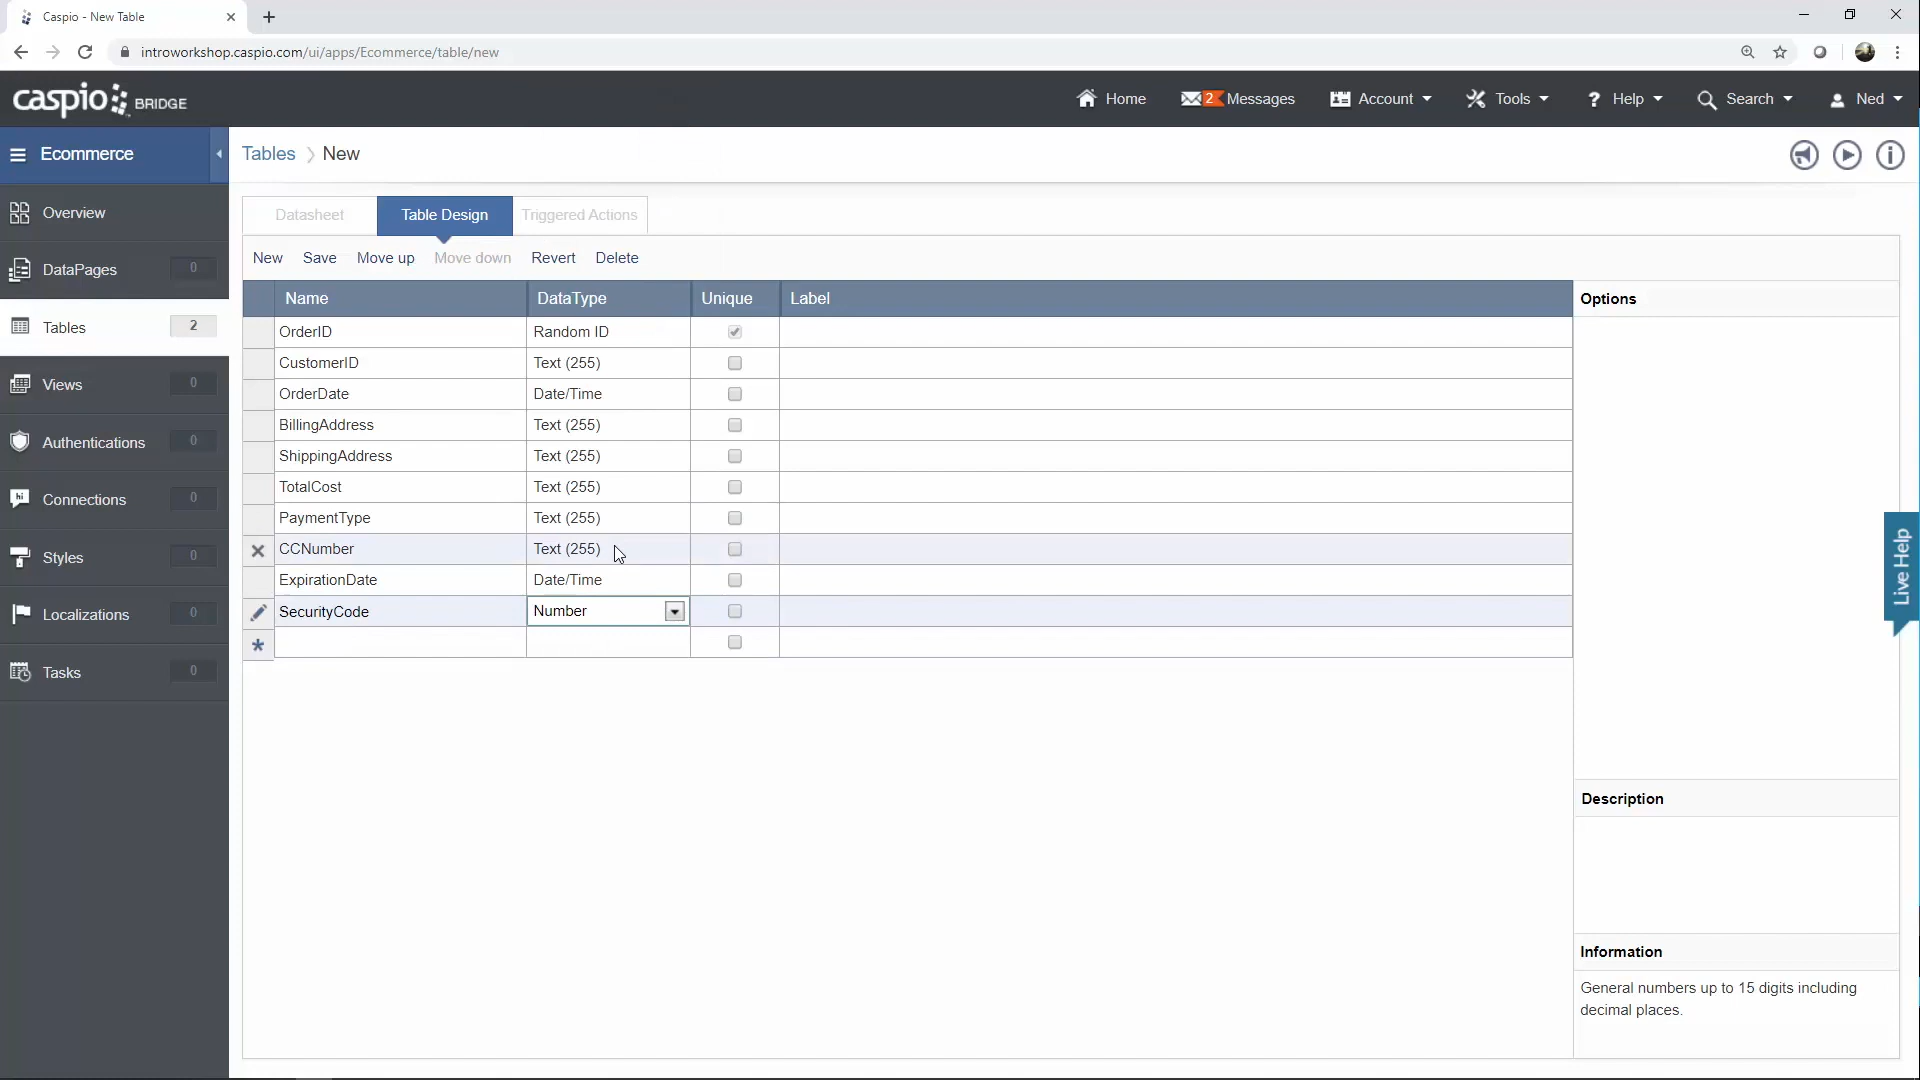 Caspio - New Table
introworkshop.caspio.com/ui/apps/Ecommerce/table/new
caspio BRIDGE
Home
2 Messages
Account
Tools
? Help
Search
Ned
Ecommerce
Tables > New
Overview
DataPages 0
Tables 2
Views 0
Authentications 0
hi Connections 0
Styles 0
Localizations 0
Tasks 0
Datasheet
Table Design
Triggered Actions
New Save Move up Move down Revert Delete
Name DataType Unique Label
OrderID Random ID
CustomerID Text (255)
OrderDate Date/Time
BillingAddress Text (255)
ShippingAddress Text (255)
TotalCost Text (255)
PaymentType Text (255)
CCNumber Text (255)
ExpirationDate Date/Time
SecurityCode Number
*
Options
Description
Information
General numbers up to 15 digits including
decimal places.
Live Help